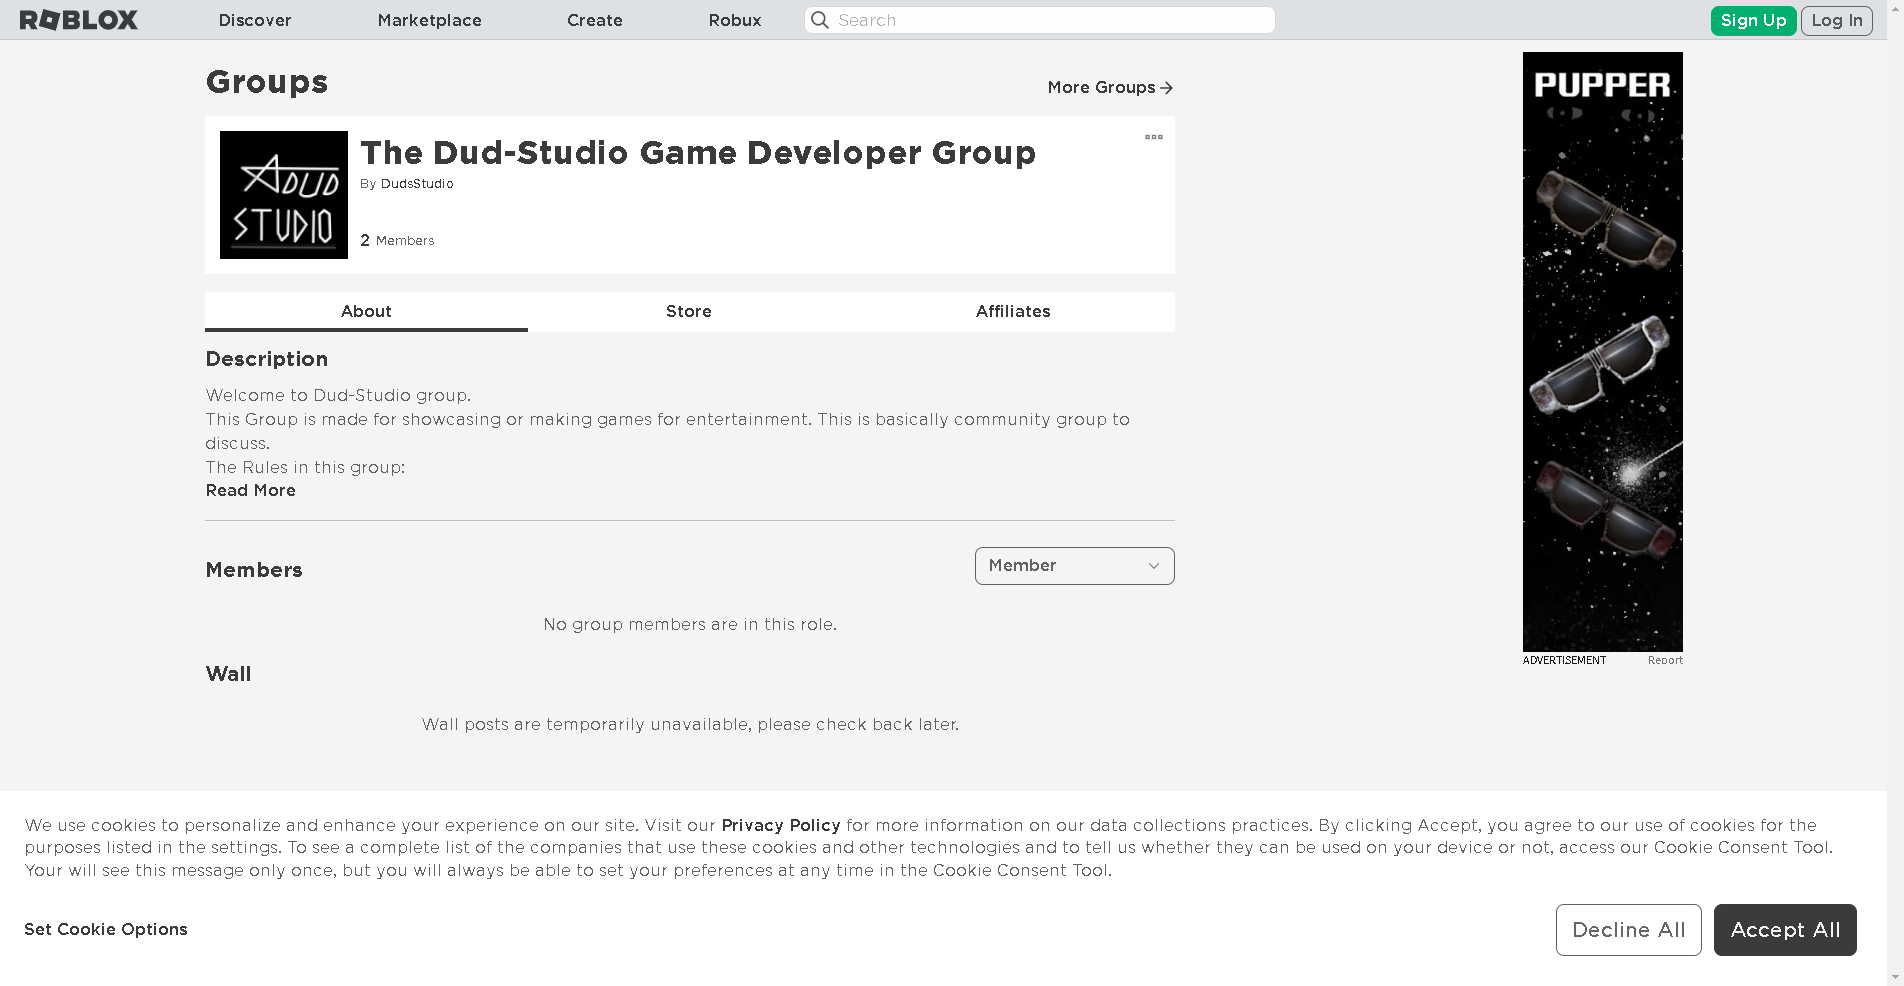 ROBLOX
Discover
Marketplace
Create
Robux
Search
Sign Up
Log In
Groups
More Groups
The Dud-Studio Game Developer Group
By DudsStudio
2 Members
ADUD
STUDIO
About
Store
Affiliates
Description
Welcome to Dud-Studio group.
This Group is made for showcasing or making games for entertainment. This is basically community group to
discuss.
The Rules in this group:
Read More
Members
Member
No group members are in this role.
Wall
Wall posts are temporarily unavailable, please check back later.
PUPPER
ADVERTISEMENT
Report
We use cookies to personalize and enhance your experience on our site. Visit our Privacy Policy for more information on our data collections practices. By clicking Accept, you agree to our use of cookies for the
purposes listed in the settings. To see a complete list of the companies that use these cookies and other technologies and to tell us whether they can be used on your device or not, access our Cookie Consent Tool.
Your will see this message only once, but you will always be able to set your preferences at any time in the Cookie Consent Tool.
Set Cookie Options
Decline All
Accept All